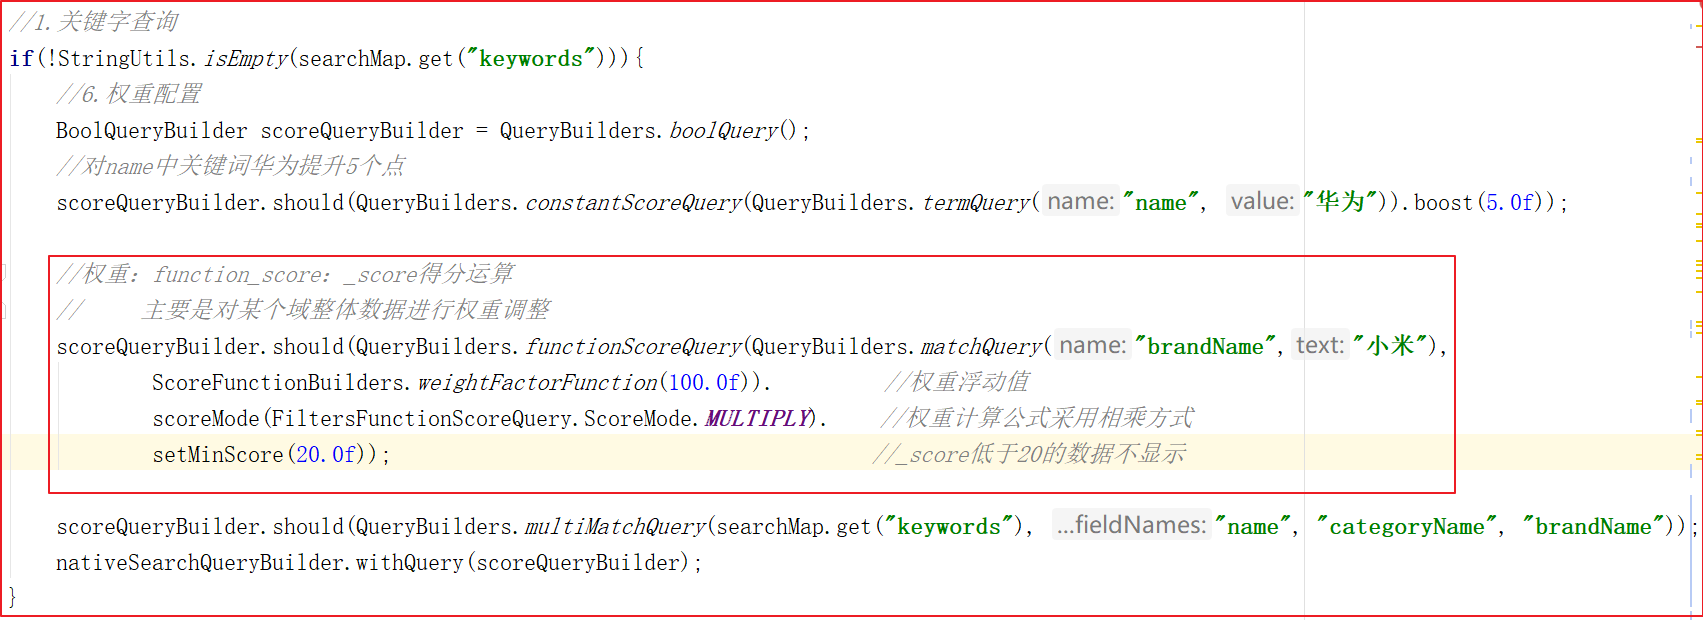 //1.关键字查询
if(!StringUtils.isEmpty(searchMap.get("keywords"))){
//6.权重配置
BoolQueryBuilder scoreQueryBuilder = QueryBuilders.boolQuery();
//对name中关键词华为提升5个点
scoreQueryBuilder.should(QueryBuilders.constantScoreQuery(QueryBuilders.termQuery( name: "name", value: "华为")).boost(5.0f));
//权重：function_score：_score得分运算
// 主要是对某个域整体数据进行权重调整
scoreQueryBuilder.should(QueryBuilders.functionScoreQuery(QueryBuilders.matchQuery( name: "brandName", text: "小米"),
ScoreFunctionBuilders.weightFactorFunction(100.0f)). //权重浮动值
scoreMode(FiltersFunctionScoreQuery.ScoreMode.MULTIPLY). //权重计算公式采用相乘方式
setMinScore(20.0f)); //_score低于20的数据不显示
scoreQueryBuilder.should(QueryBuilders.multiMatchQuery(searchMap.get("keywords"), ...fieldNames: "name", "categoryName", "brandName"));
nativeSearchQueryBuilder.withQuery(scoreQueryBuilder);
}